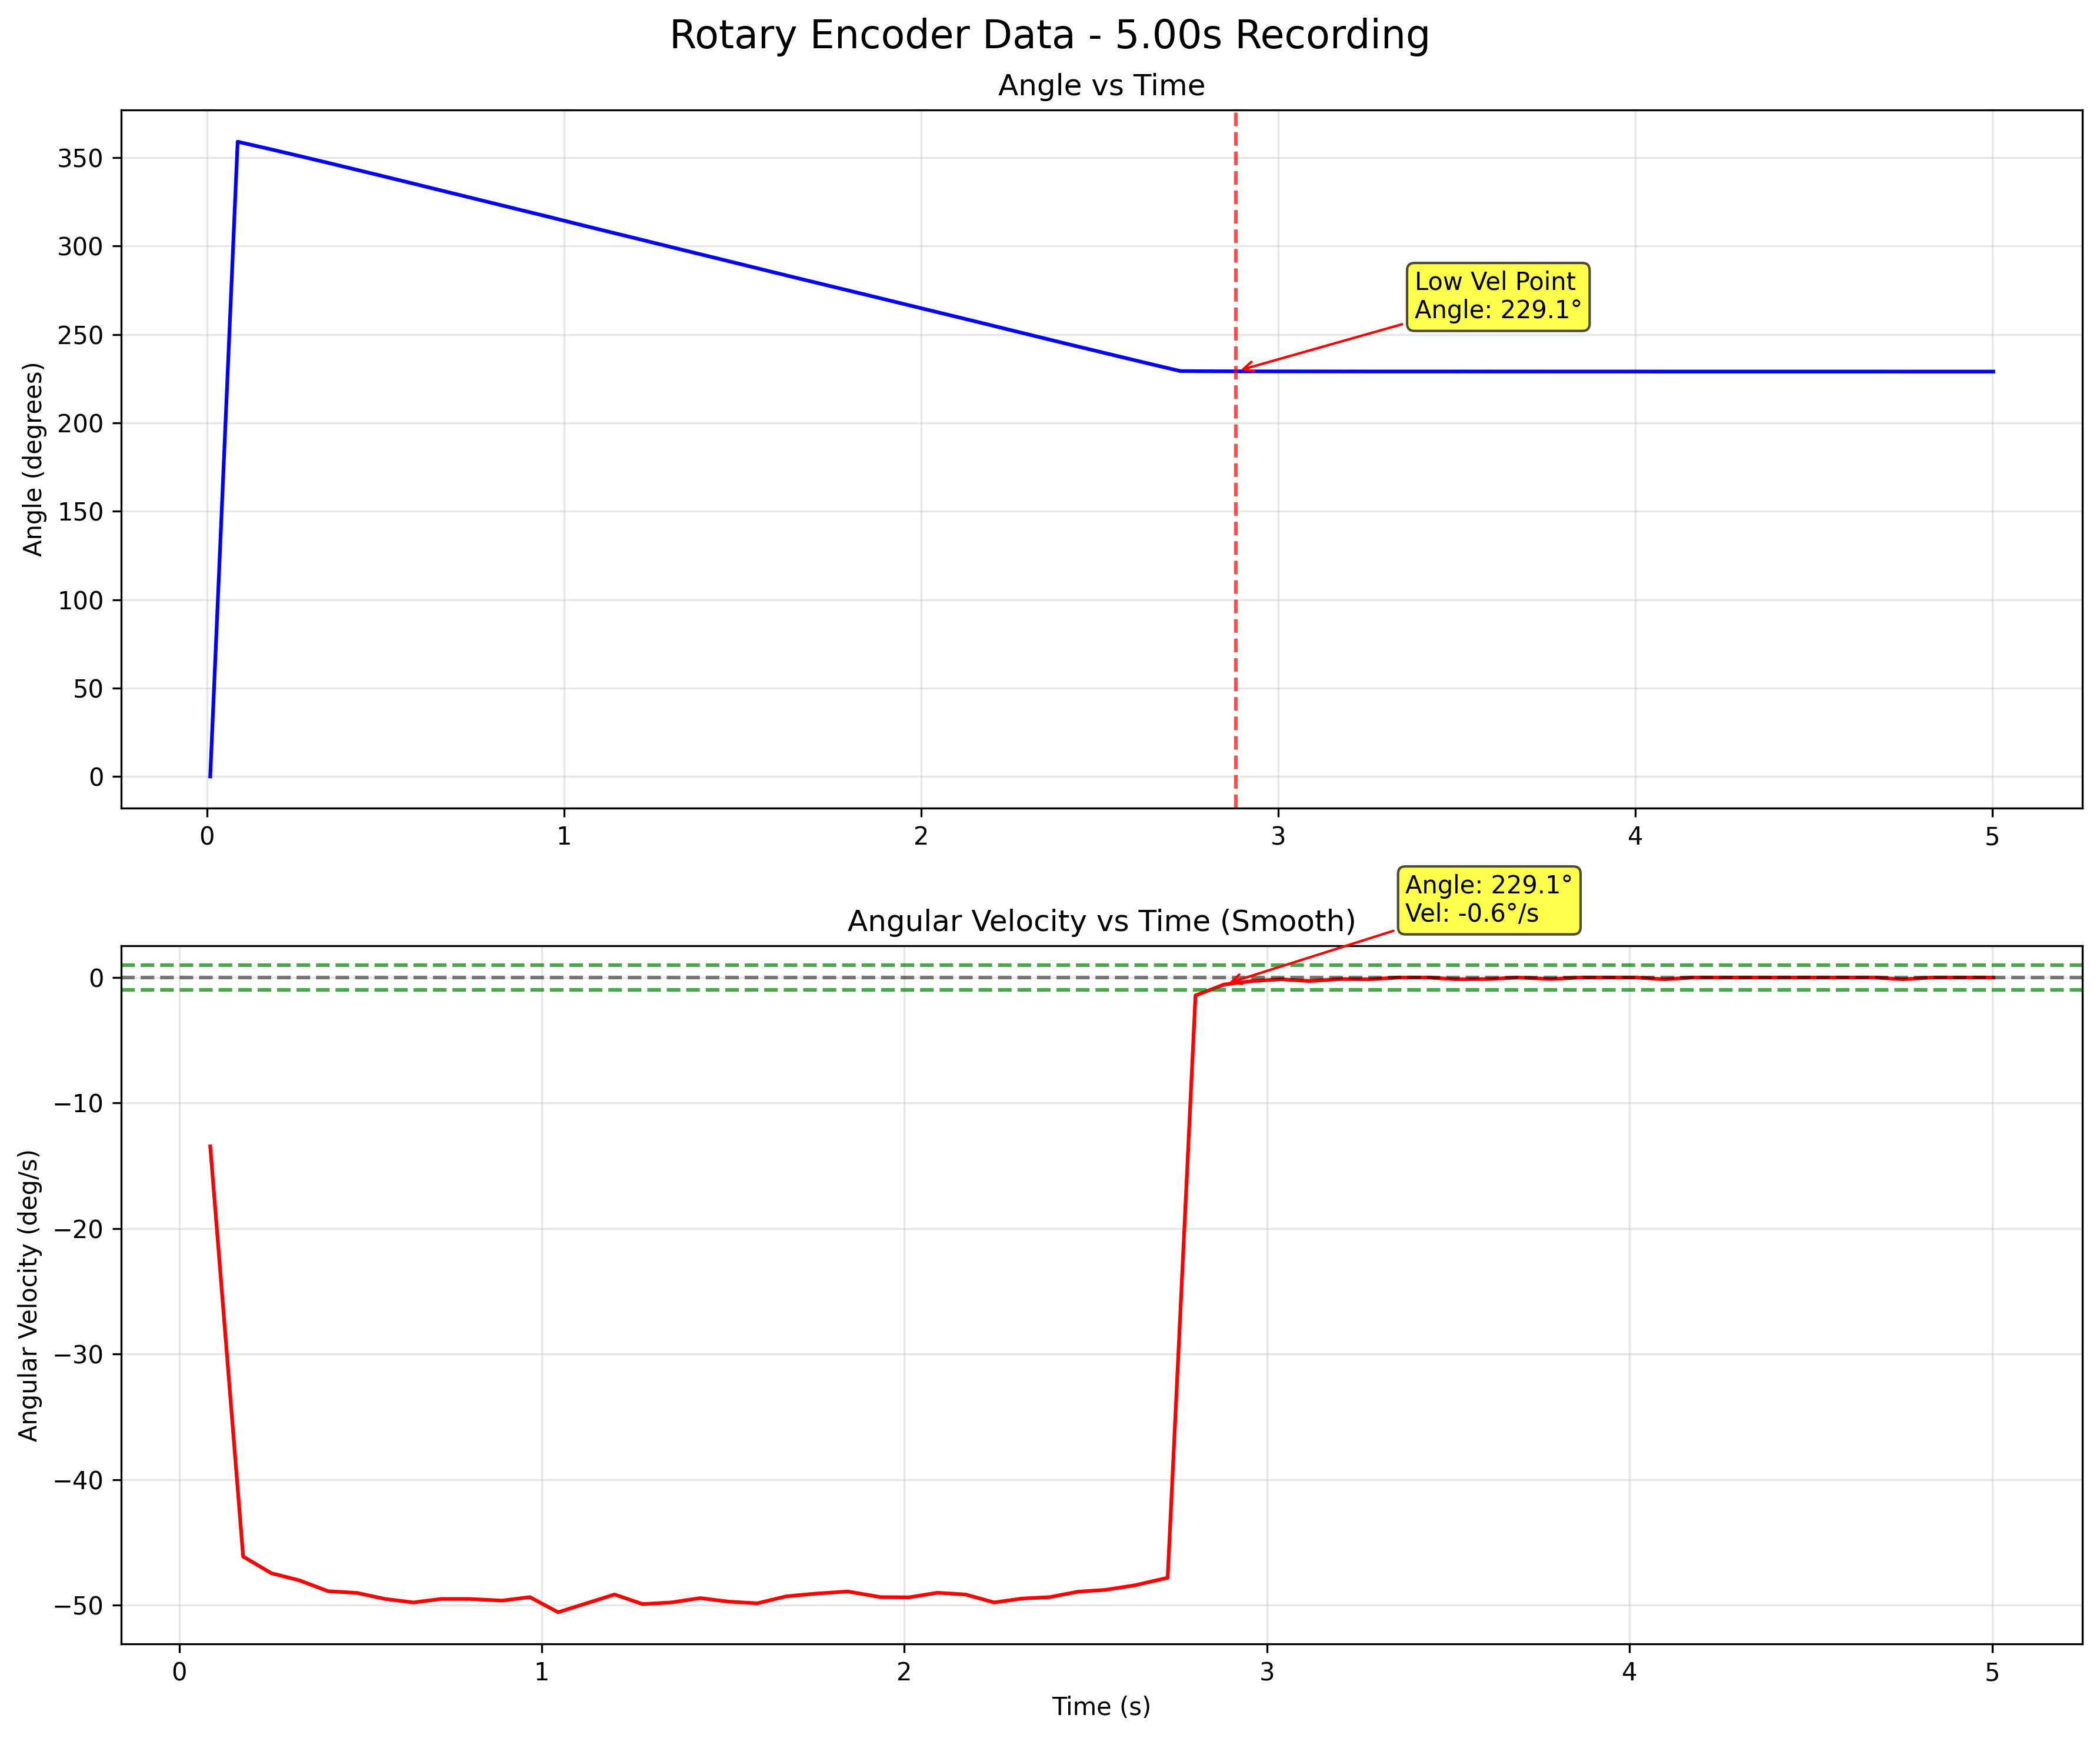 Rotary Encoder Data - 5.00s Recording
Angle vs Time
Angle (degrees)
350
300
250
200
150
100
50
0
Low Vel Point
Angle: 229.1°
0 1 2 3 4 5
Angle: 229.1°
Vel: -0.6°/s
Angular Velocity vs Time (Smooth)
Angular Velocity (deg/s)
0
−10
−20
−30
−40
−50
0 1 2 3 4 5
Time (s)